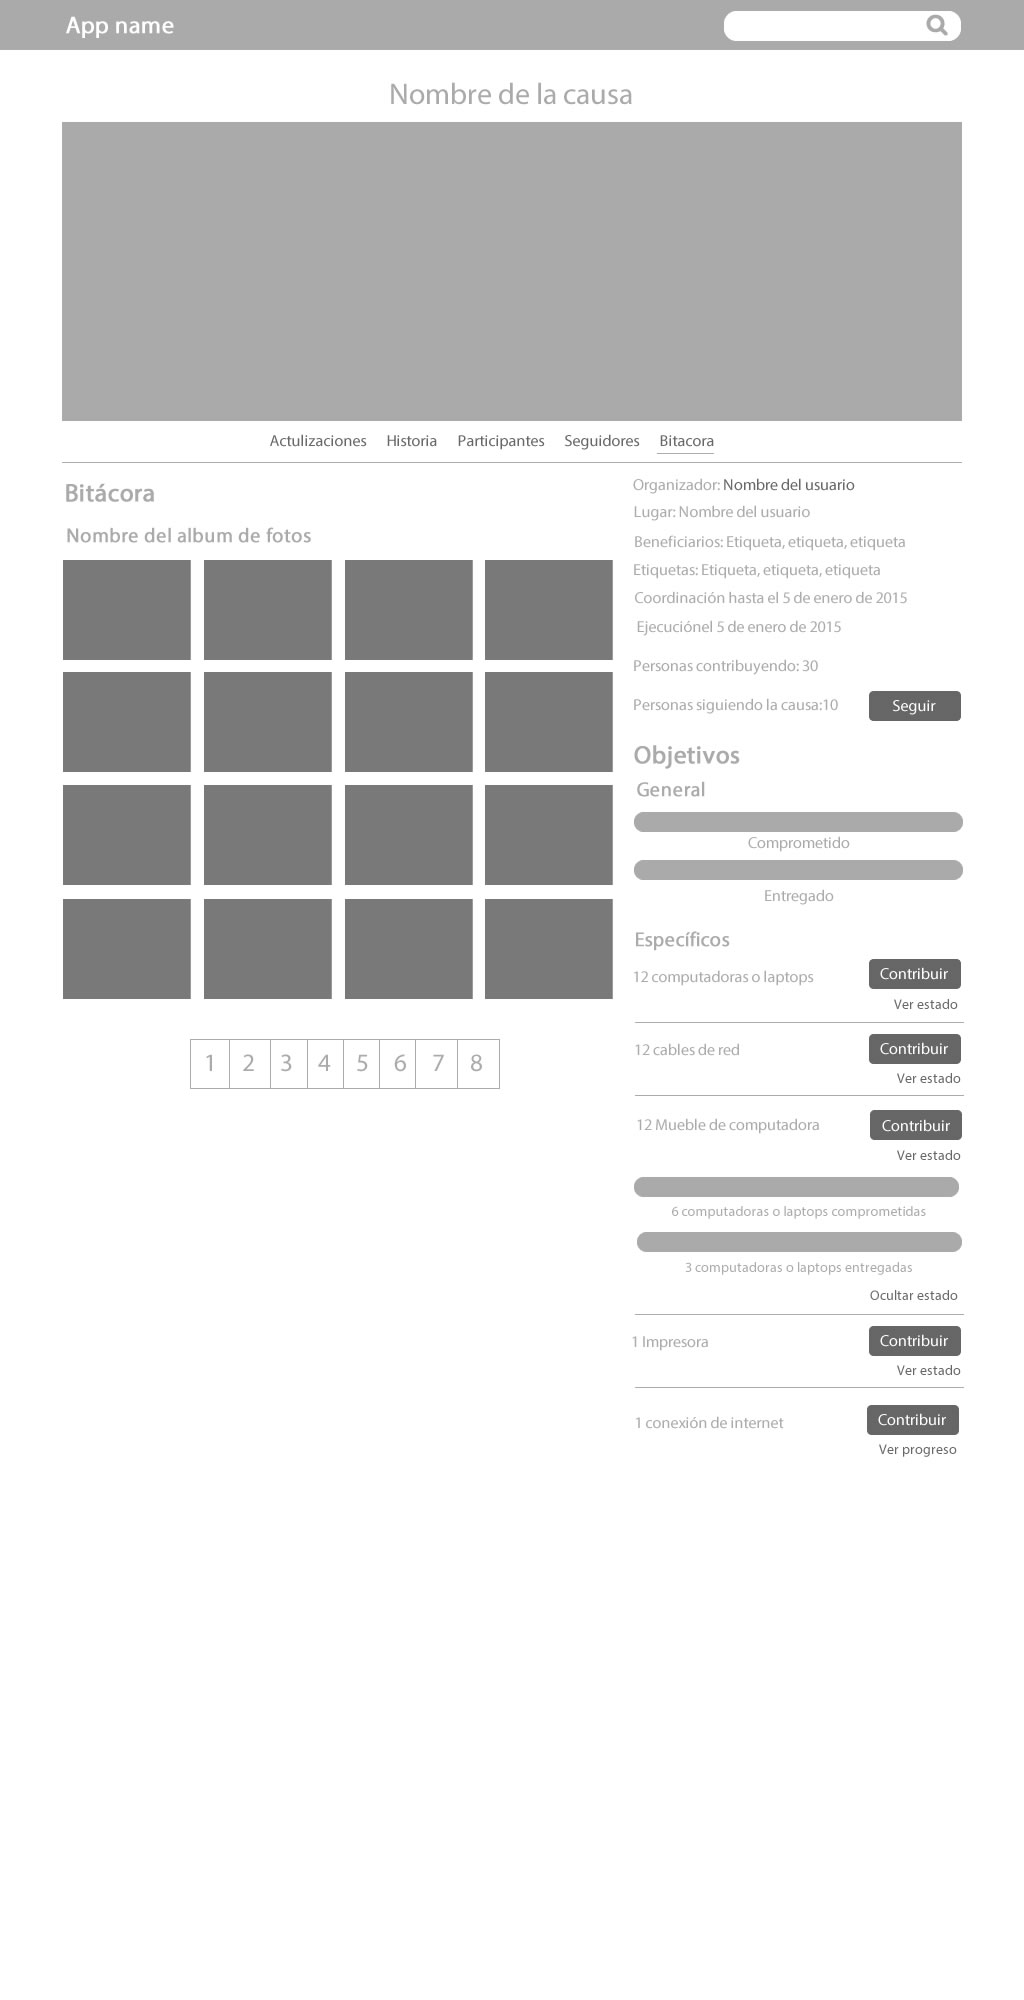 App name
Nombre de la causa
Actulizaciones Historia Participantes Seguidores Bitacora
Bitácora
Nombre del album de fotos
1 2 3 4 5 6 7 8
Organizador: Nombre del usuario
Lugar: Nombre del usuario
Beneficiarios: Etiqueta, etiqueta, etiqueta
Etiquetas: Etiqueta, etiqueta, etiqueta
Coordinación hasta el 5 de enero de 2015
Ejecuciónel 5 de enero de 2015
Personas contribuyendo: 30
Personas siguiendo la causa:10 Seguir
Objetivos
General
Comprometido
Entregado
Específicos
12 computadoras o laptops Contribuir
Ver estado
12 cables de red Contribuir
Ver estado
12 Mueble de computadora Contribuir
Ver estado
6 computadoras o laptops comprometidas
3 computadoras o laptops entregadas
Ocultar estado
1 Impresora Contribuir
Ver estado
1 conexión de internet Contribuir
Ver progreso